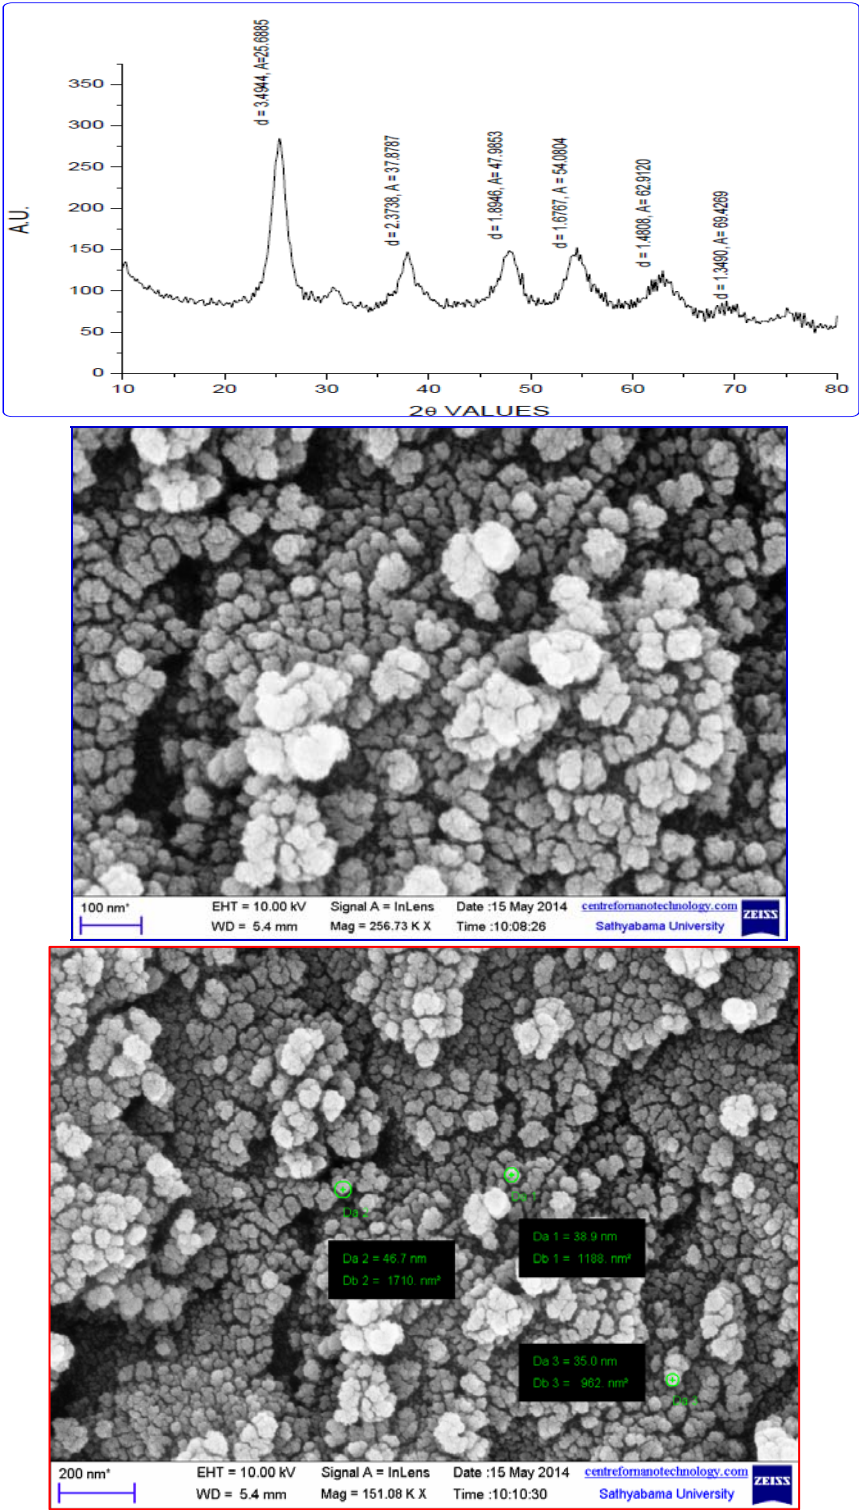 d = 3.4944, A=25.6885
d = 2.3738, A = 37.8787
d = 1.8946, A= 47.9853
d = 1.6767, A = 54.0804
d = 1.4808, A= 62.9120
d = 1.3490, A= 69.4269
A.U.
350
300
250
200
150
100
50
0
10 20 30 40 50 60 70 80
2θ VALUES
100 nm*
EHT = 10.00 kV Signal A = InLens Date :15 May 2014 centrefornanotechnology.com
WD = 5.4 mm Mag = 256.73 K X Time :10:08:26 Sathyabama University
ZEISS
Da 2
Da 1
Da 1 = 38.9 nm
Db 1 = 1188. nm²
Da 2 = 46.7 nm
Db 2 = 1710. nm²
Da 3 = 35.0 nm
Db 3 = 962. nm²
200 nm*
EHT = 10.00 kV Signal A = InLens Date :15 May 2014 centrefornanotechnology.com
WD = 5.4 mm Mag = 151.08 K X Time :10:10:30 Sathyabama University
ZEISS